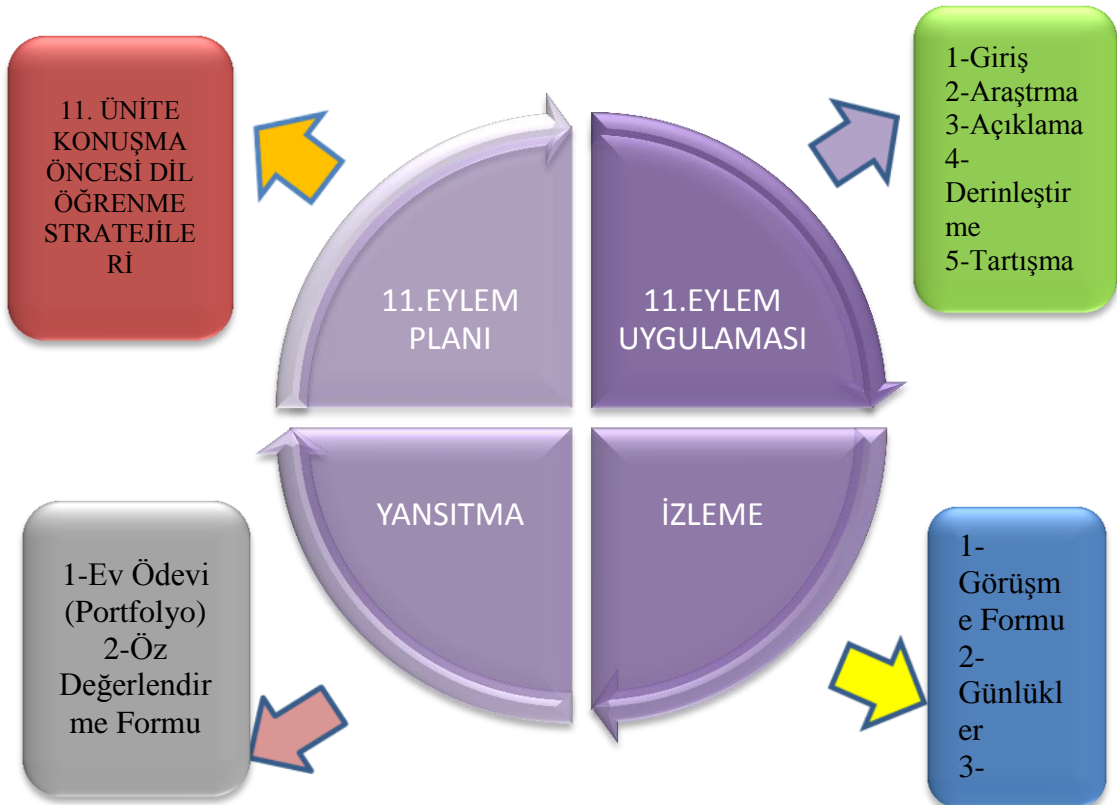 11. ÜNİTE
KONUŞMA
ÖNCESİ DİL
ÖĞRENME
STRATEJİLE
Rİ
1-Giriş
2-Araştrma
3-Açıklama
4-
Derinleştir
me
5-Tartışma
11.EYLEM
PLANI
11.EYLEM
UYGULAMASI
YANSITMA
İZLEME
1-Ev Ödevi
(Portfolyo)
2-Öz
Değerlendir
me Formu
1-
Görüşm
e Formu
2-
Günlükl
er
3-